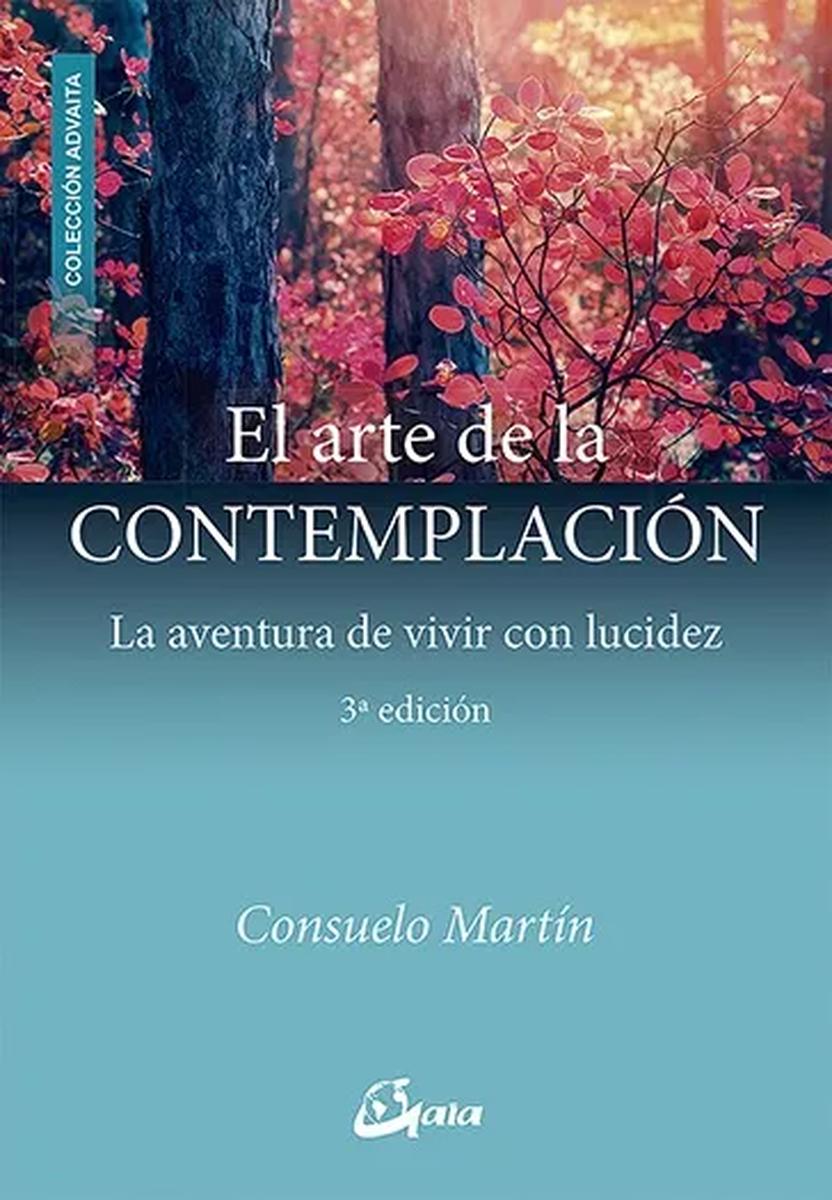 COLECCIÓN ADVAITA
El arte de la
CONTEMPLACIÓN
La aventura de vivir con lucidez
3ª edición
Consuelo Martín
Gaia